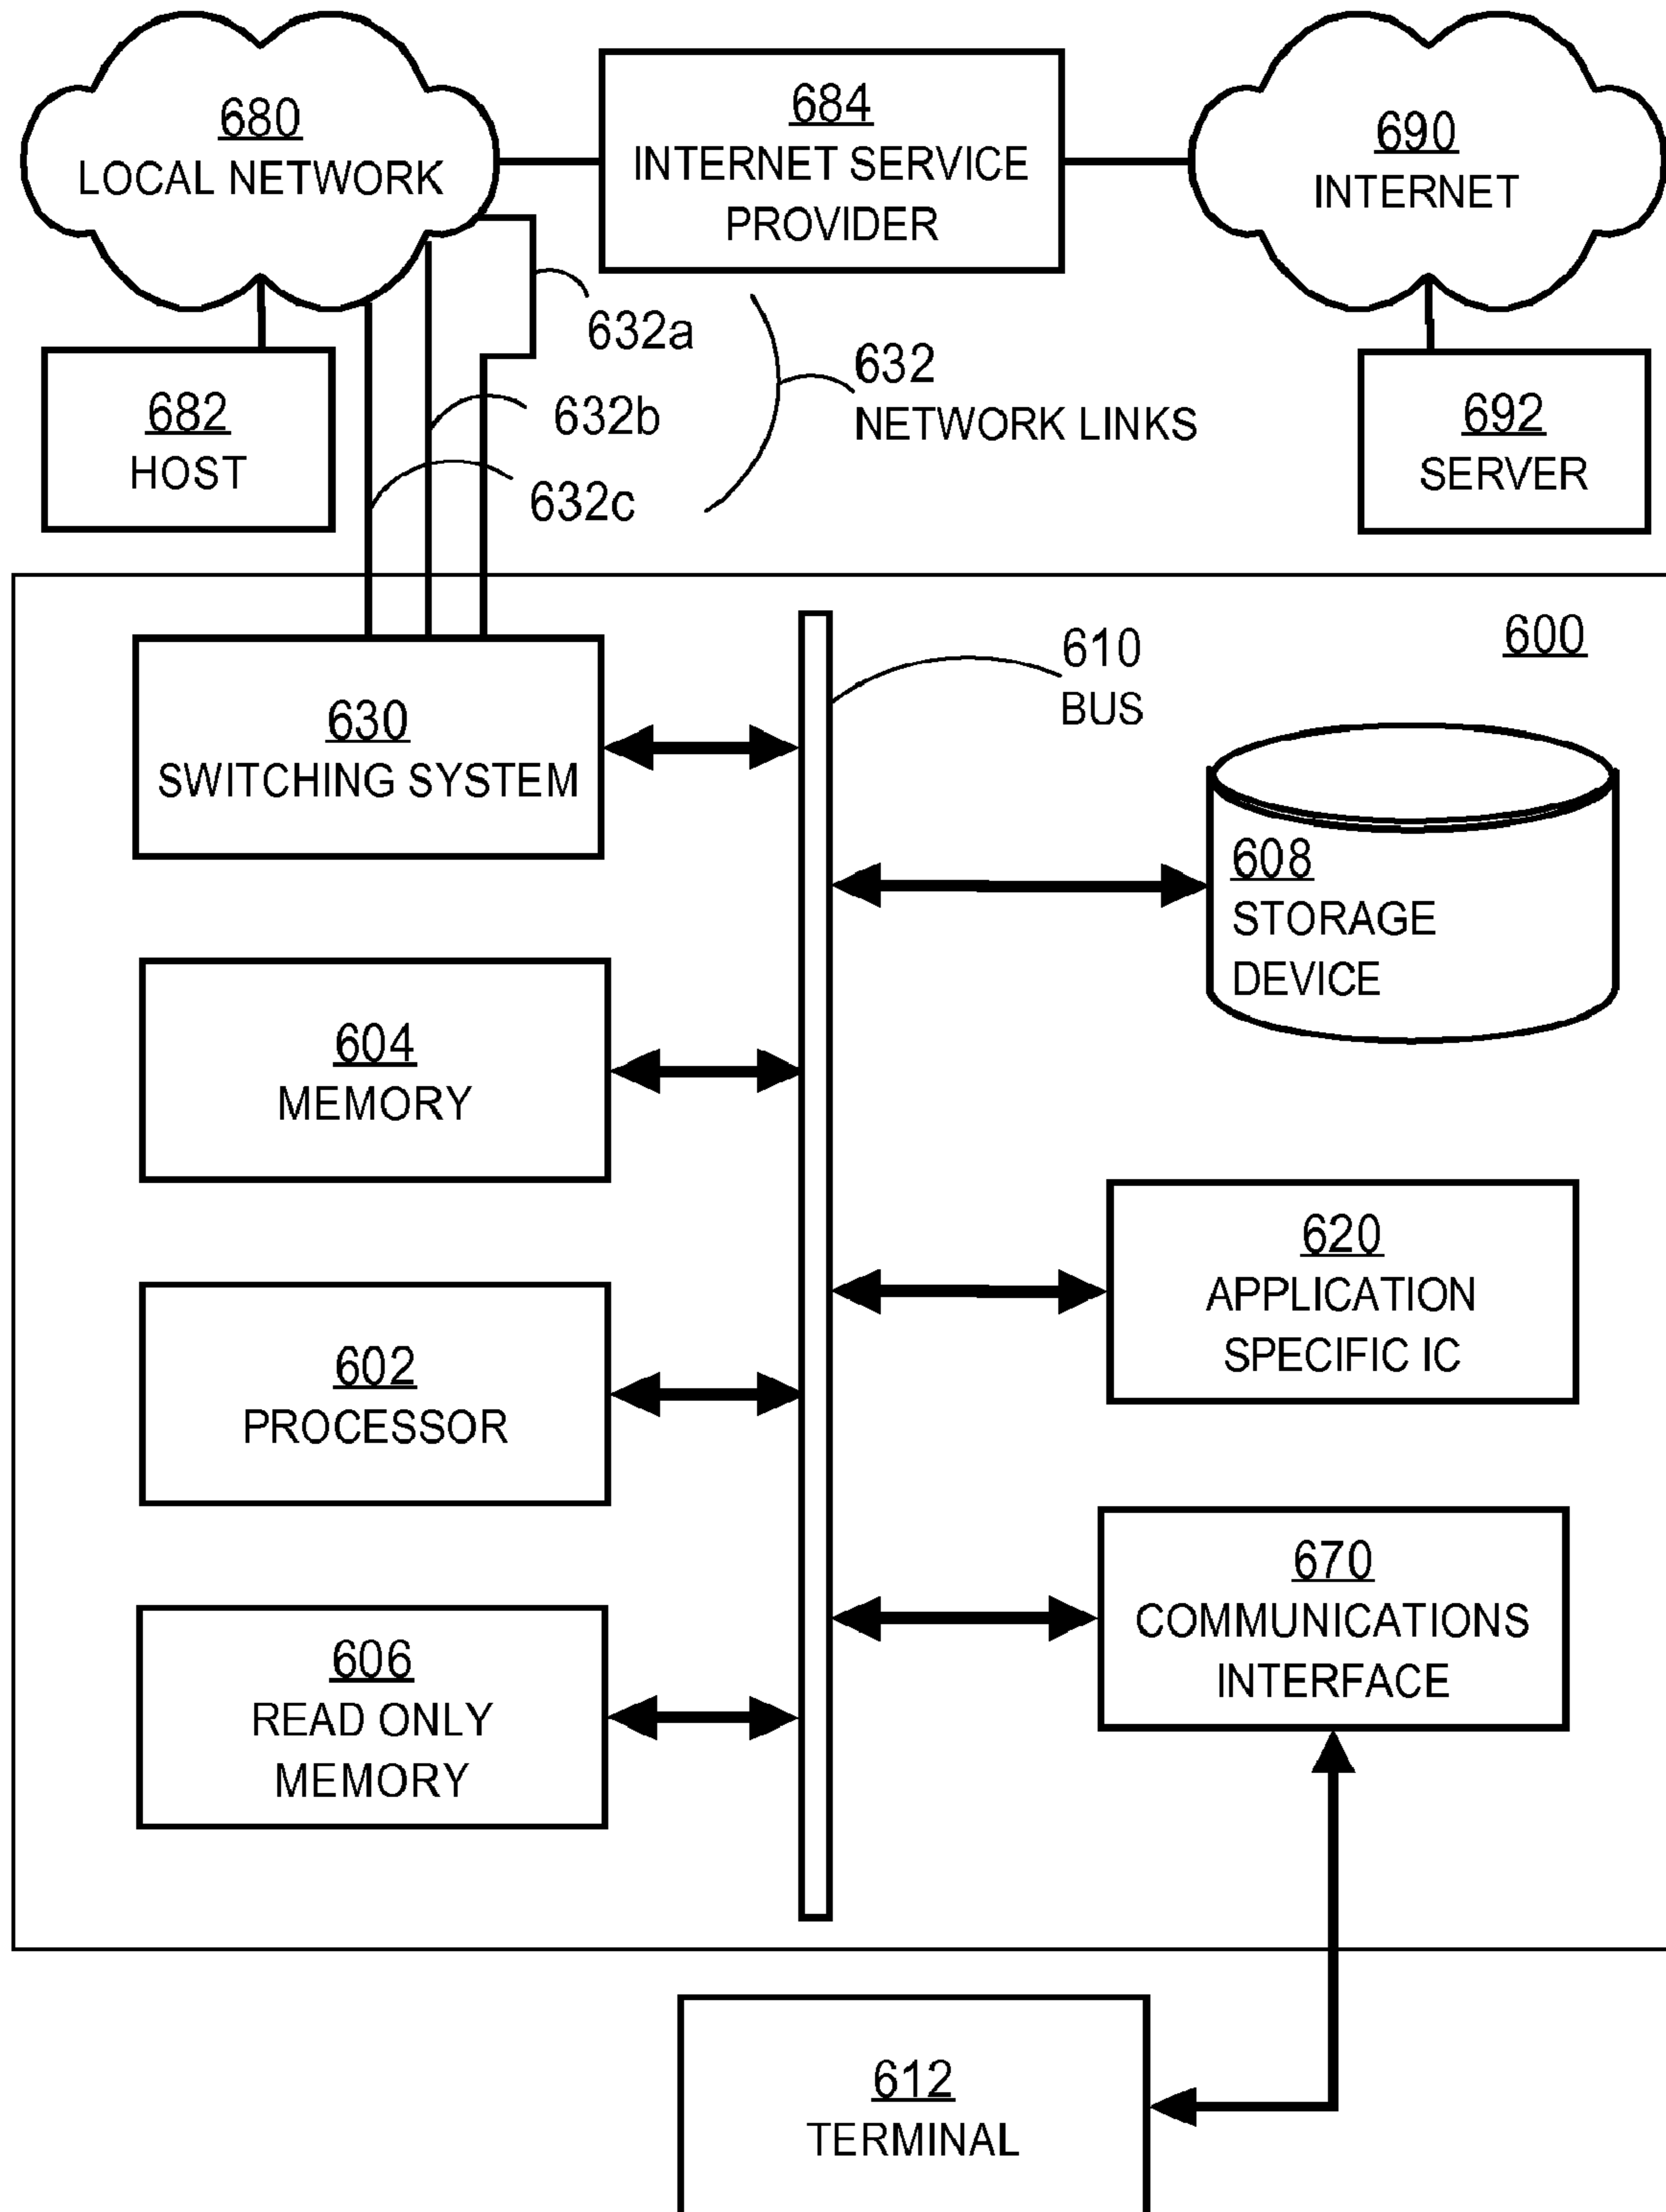 680
LOCAL NETWORK
684
INTERNET SERVICE
PROVIDER
690
INTERNET
632a
632
NETWORK LINKS
632b
632c
682
HOST
692
SERVER
600
610
BUS
630
SWITCHING SYSTEM
608
STORAGE
DEVICE
604
MEMORY
620
APPLICATION
SPECIFIC IC
602
PROCESSOR
670
COMMUNICATIONS
INTERFACE
606
READ ONLY
MEMORY
612
TERMINAL